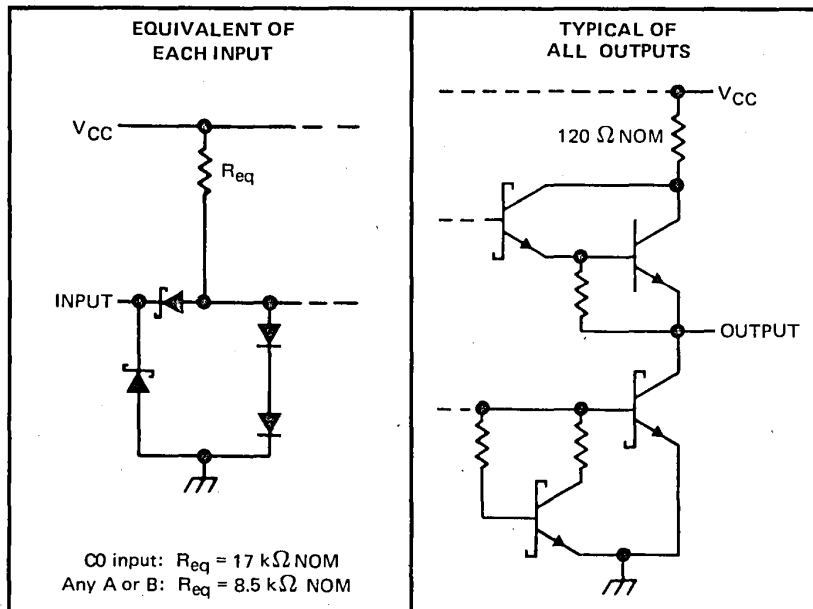 EQUIVALENT OF
EACH INPUT
VCC
Req
INPUT
C0 input: Req = 17 kΩ NOM
Any A or B: Req = 8.5 kΩ NOM
TYPICAL OF
ALL OUTPUTS
VCC
120 Ω NOM
OUTPUT